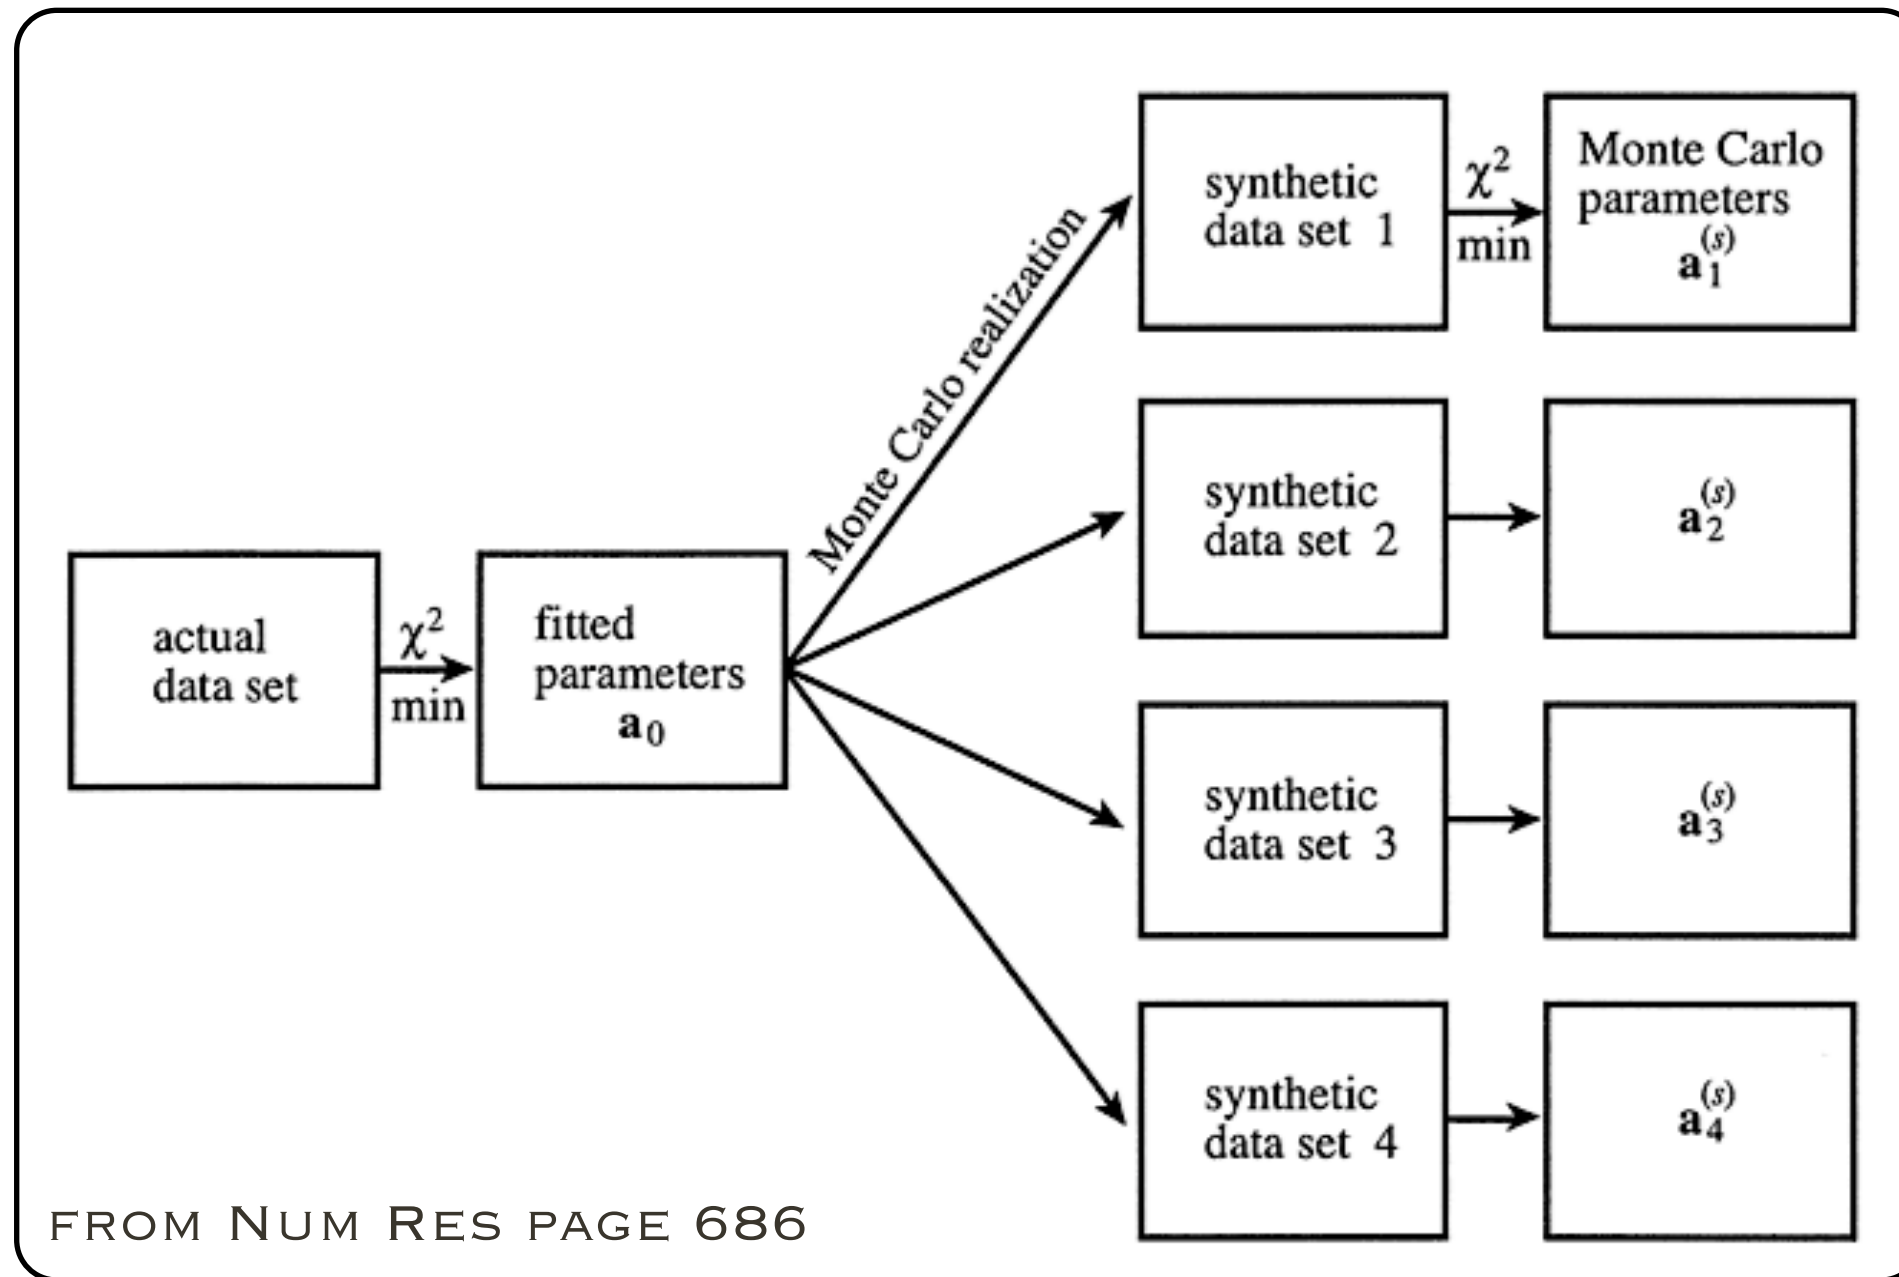 actual
data set
χ²
min
fitted
parameters
a₀
Monte Carlo realization
synthetic
data set 1
χ²
min
Monte Carlo
parameters
a₁⁽ˢ⁾
synthetic
data set 2
a₂⁽ˢ⁾
synthetic
data set 3
a₃⁽ˢ⁾
synthetic
data set 4
a₄⁽ˢ⁾
FROM NUM RES PAGE 686